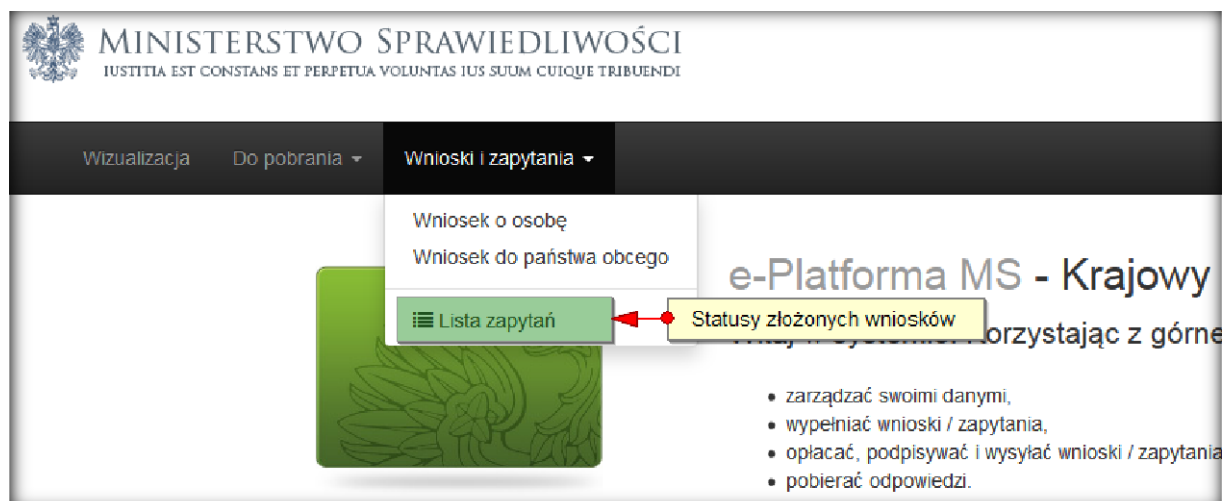 MINISTERSTWO SPRAWIEDLIWOŚCI
IUSTITIA EST CONSTANS ET PERPETUA VOLUNTAS IUS SUUM CUIQUE TRIBUENDI
Wizualizacja Do pobrania Wnioski i zapytania
Wniosek o osobę
Wniosek do państwa obcego
e-Platforma MS - Krajowy
Lista zapytań
Statusy złożonych wniosków
korzystając z górne
• zarządzać swoimi danymi,
• wypełniać wnioski / zapytania,
• opłacać, podpisywać i wysyłać wnioski / zapytania
• pobierać odpowiedzi.